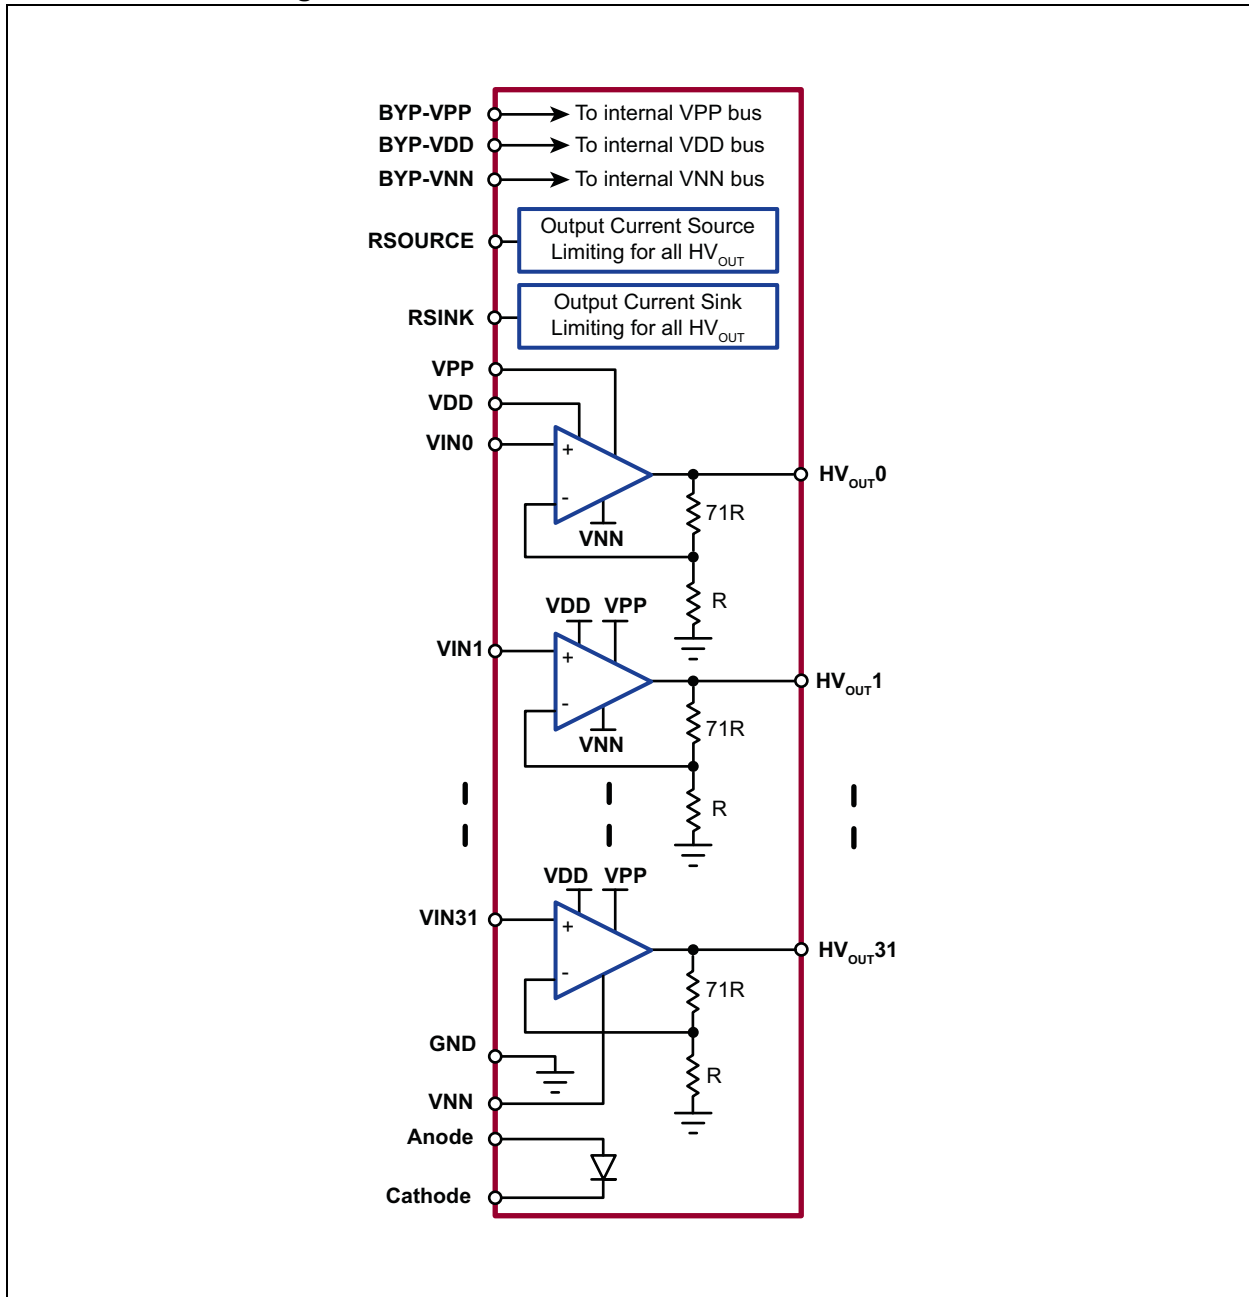 BYP-VPP To internal VPP bus
BYP-VDD To internal VDD bus
BYP-VNN To internal VNN bus
RSOURCE
Output Current Source
Limiting for all HVOUT
RSINK
Output Current Sink
Limiting for all HVOUT
VPP
VDD
VIN0
+
-
VNN
HVOUT0
71R
R
VDD VPP
VIN1
+
-
VNN
HVOUT1
71R
R
VDD VPP
VIN31
+
-
HVOUT31
71R
R
GND
VNN
Anode
Cathode